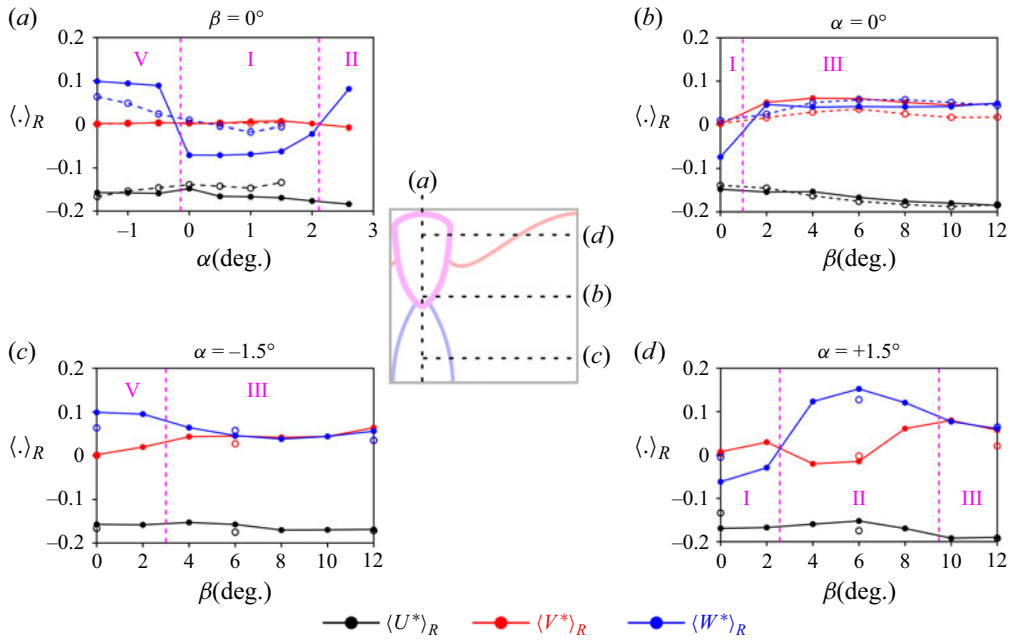 (a)
β = 0°
0.2
0.1
0
−0.1
−0.2
⟨.⟩R
V
I
II
−1
0
1
2
3
α(deg.)
(b)
α = 0°
0.2
0.1
0
−0.1
−0.2
⟨.⟩R
I
III
0
2
4
6
8
10
12
β(deg.)
(a)
(d)
(b)
(c)
(c)
α = −1.5°
0.2
0.1
0
−0.1
−0.2
⟨.⟩R
V
III
0
2
4
6
8
10
12
β(deg.)
(d)
α = +1.5°
0.2
0.1
0
−0.1
−0.2
⟨.⟩R
I
II
III
0
2
4
6
8
10
12
β(deg.)
⟨U*⟩R
⟨V*⟩R
⟨W*⟩R